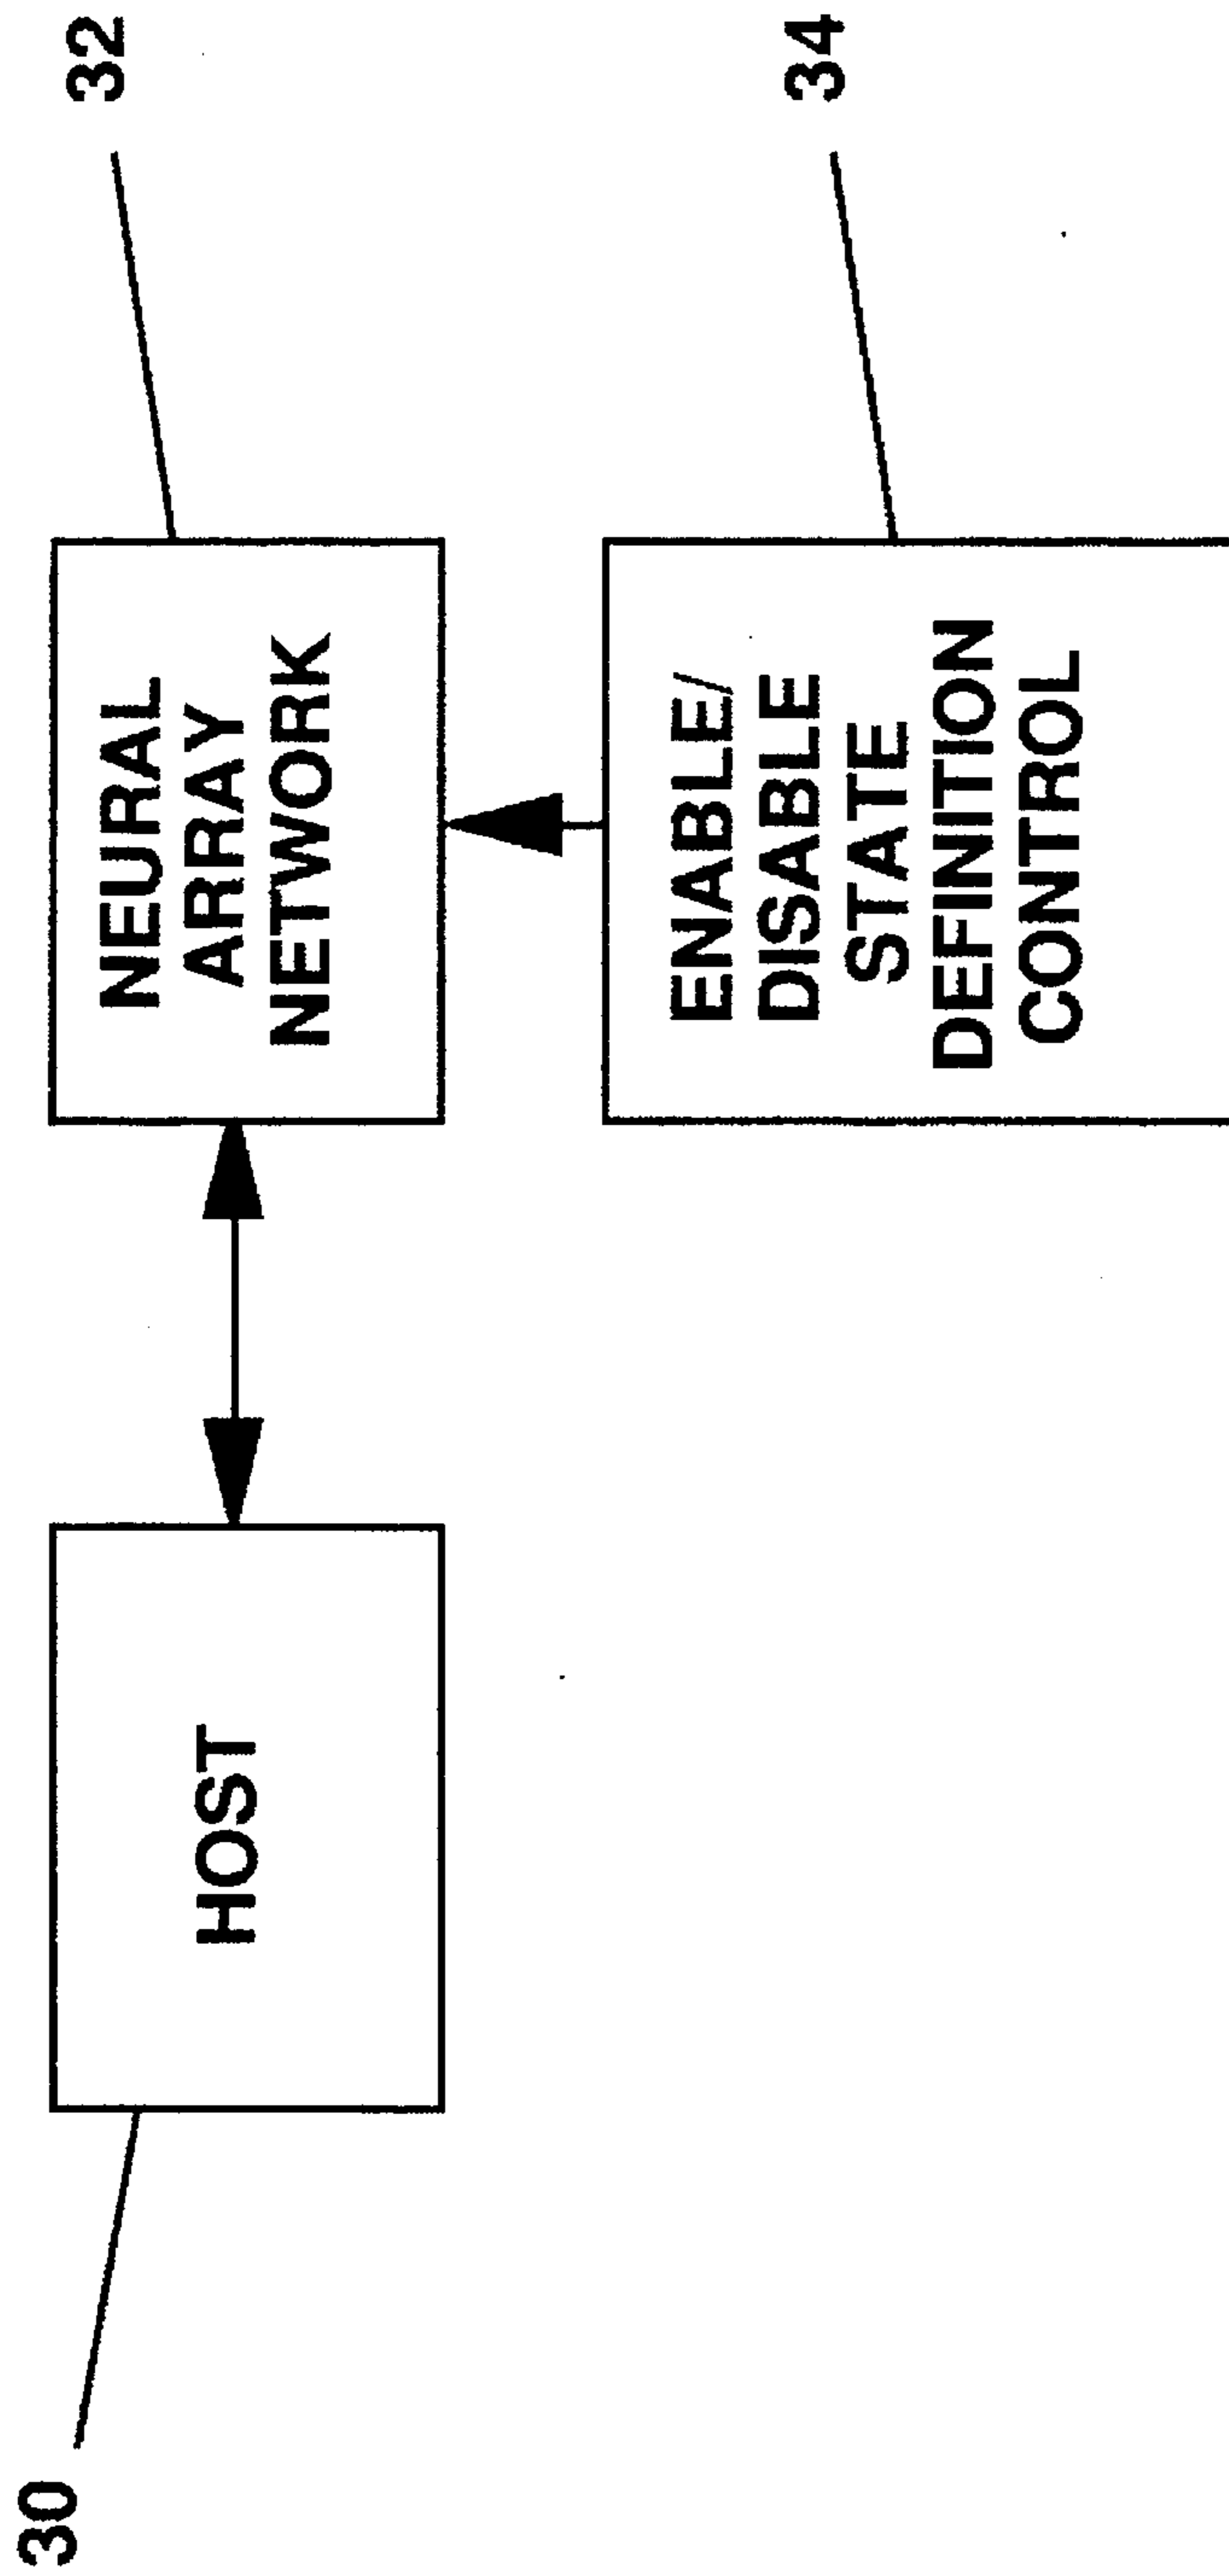 30
HOST
NEURAL
ARRAY
NETWORK
32
ENABLE/
DISABLE
STATE
DEFINITION
CONTROL
34